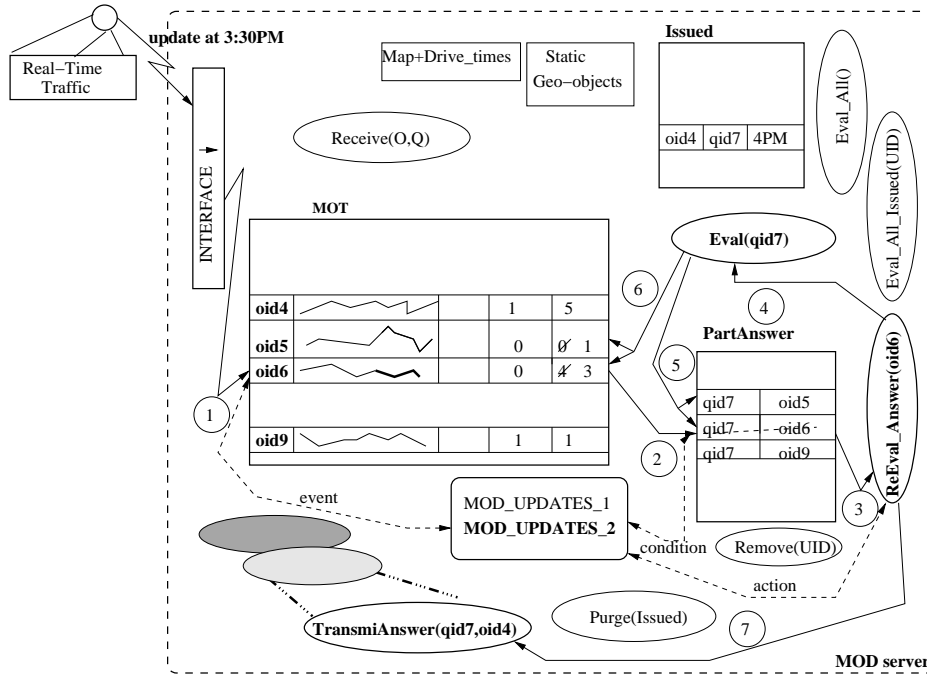 update at 3:30PM
Real-Time
Traffic
INTERFACE
Map+Drive_times
Static
Geo-objects
Issued
oid4 qid7 4PM
Eval_All()
Eval_All_Issued(UID)
Receive(O,Q)
MOT
oid4 1 5
oid5 0 0 1
oid6 0 4 3
oid9 1 1
Eval(qid7)
6
4
5
PartAnswer
qid7 oid5
qid7 oid6
qid7 oid9
ReEval_Answer(oid6)
1
2
3
event
MOD_UPDATES_1
MOD_UPDATES_2
condition
action
Remove(UID)
Purge(Issued)
7
TransmiAnswer(qid7,oid4)
MOD server